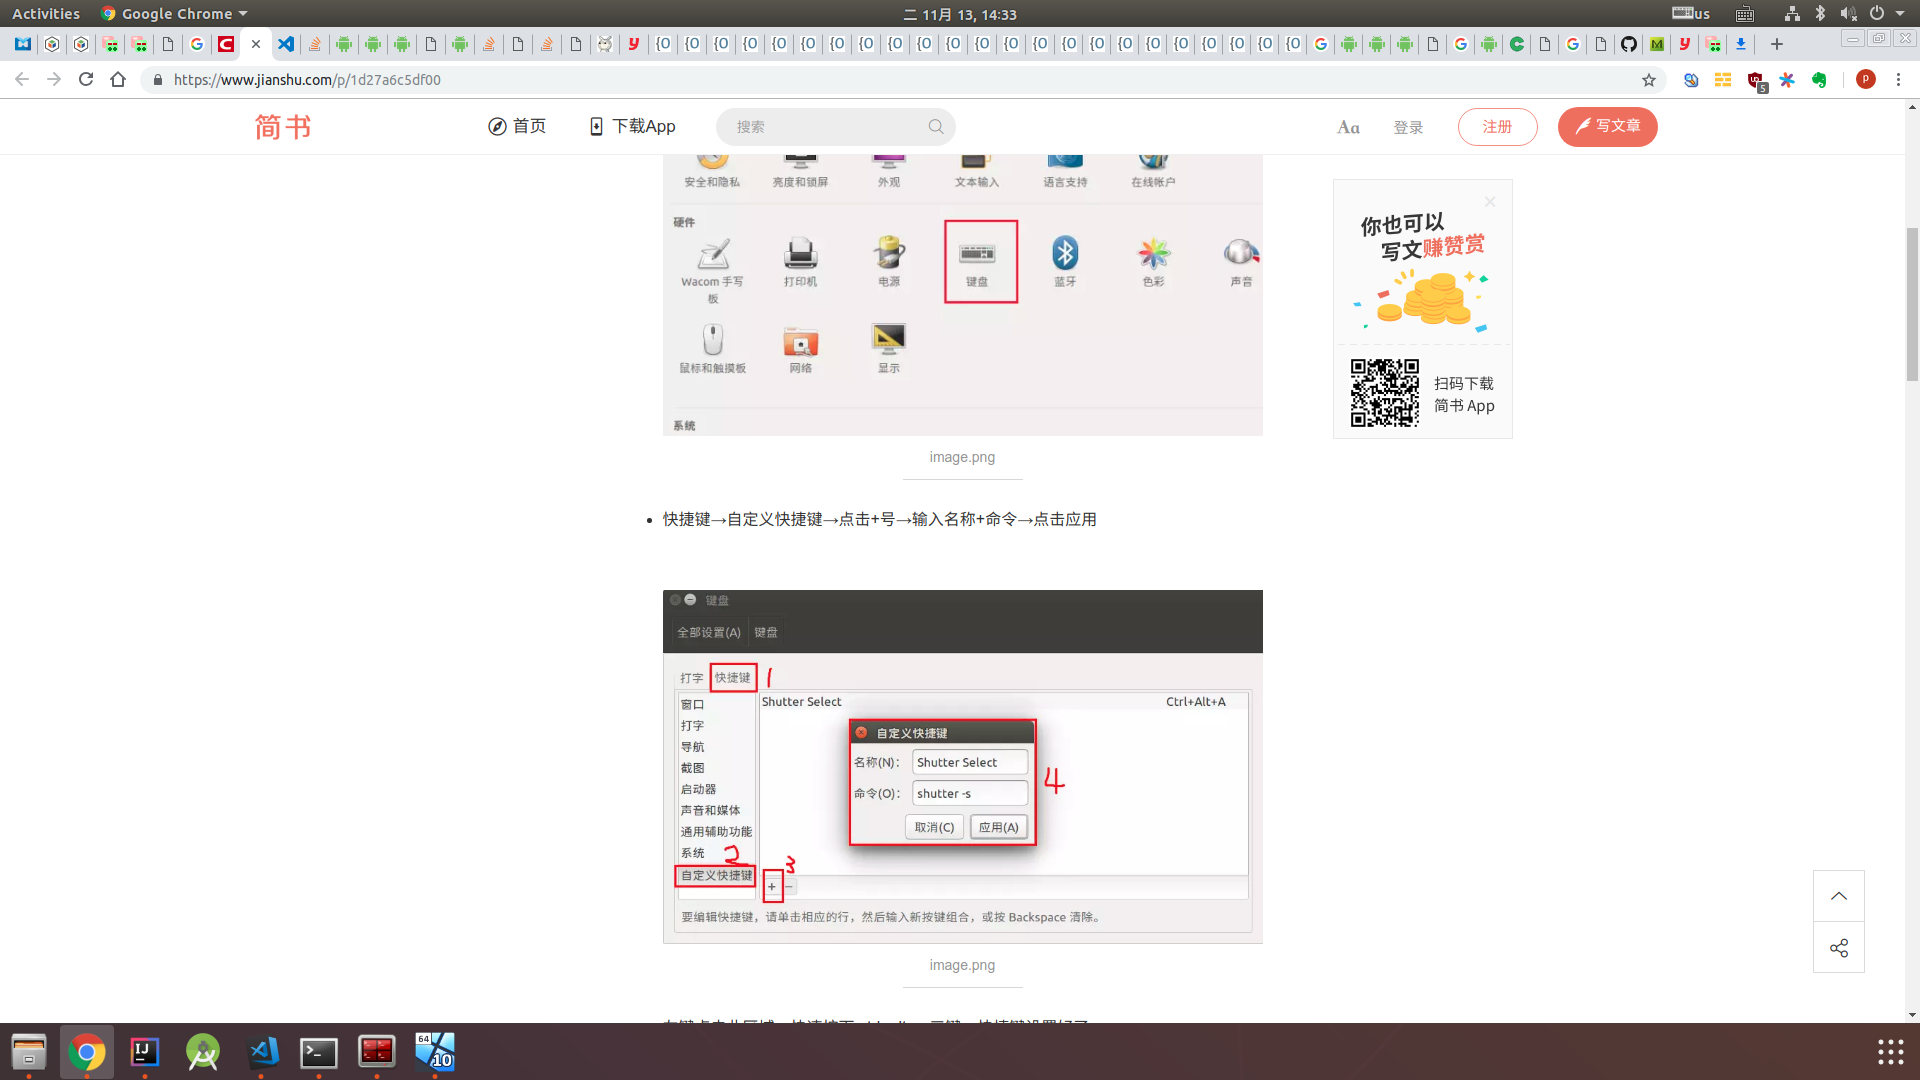 Activities
Google Chrome
二 11月 13, 14:33
us
https://www.jianshu.com/p/1d27a6c5df00
5
P
简书
首页
下载App
搜索
Aa
登录
注册
写文章
安全和隐私
亮度和锁屏
外观
文本输入
语言支持
在线帐户
硬件
Wacom 手写板
打印机
电源
键盘
蓝牙
色彩
声音
鼠标和触摸板
网络
显示
系统
image.png
你也可以
写文赚赞赏
扫码下载
简书 App
快捷键→自定义快捷键→点击+号→输入名称+命令→点击应用
键盘
全部设置(A) 键盘
打字 快捷键 1
窗口
打字
导航
截图
启动器
声音和媒体
通用辅助功能
系统 2
自定义快捷键
Shutter Select Ctrl+Alt+A
自定义快捷键
名称(N): Shutter Select
命令(O): shutter -s
取消(C) 应用(A)
4
3
+ −
要编辑快捷键，请单击相应的行，然后输入新按键组合，或按 Backspace 清除。
image.png
IJ
64
10